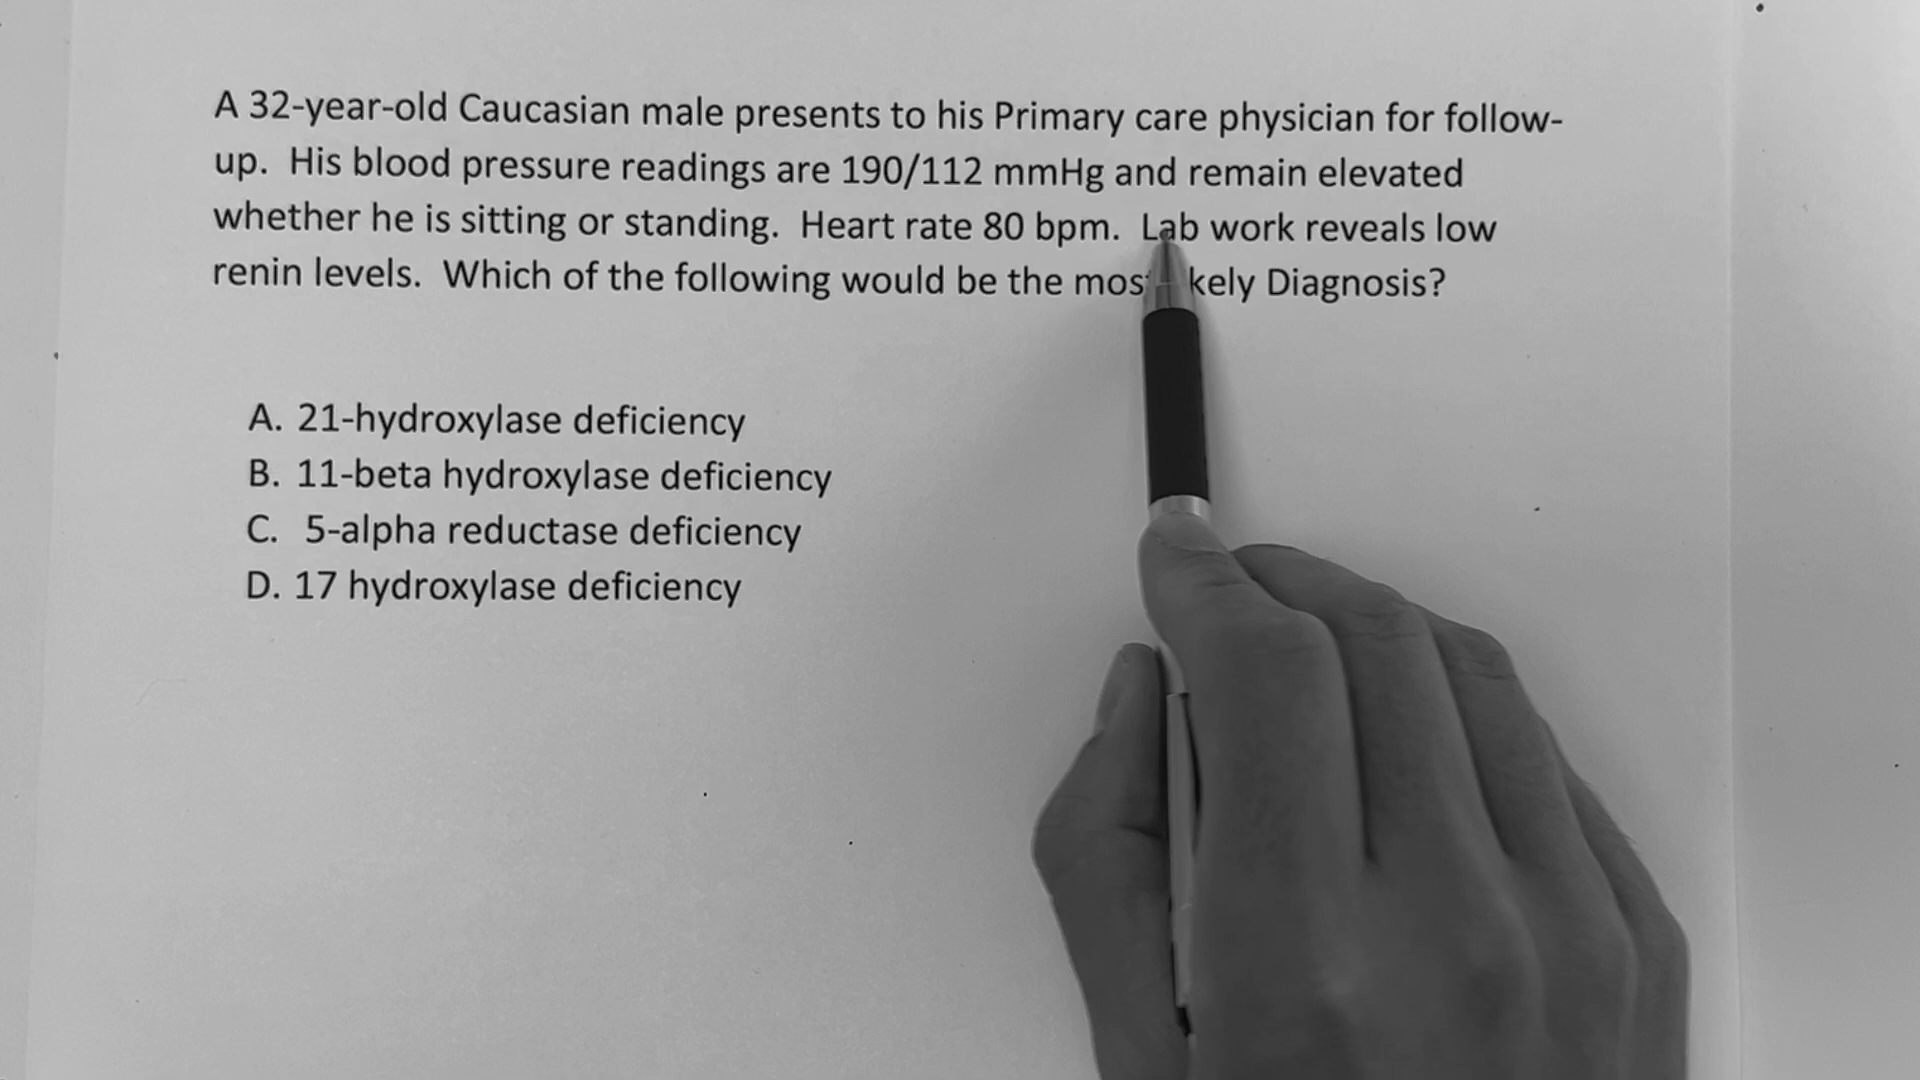 A 32-year-old Caucasian male presents to his Primary care physician for follow-
up.  His blood pressure readings are 190/112 mmHg and remain elevated
whether he is sitting or standing.  Heart rate 80 bpm.  Lab work reveals low
renin levels.  Which of the following would be the mos kely Diagnosis?
A. 21-hydroxylase deficiency
B. 11-beta hydroxylase deficiency
C. 5-alpha reductase deficiency
D. 17 hydroxylase deficiency